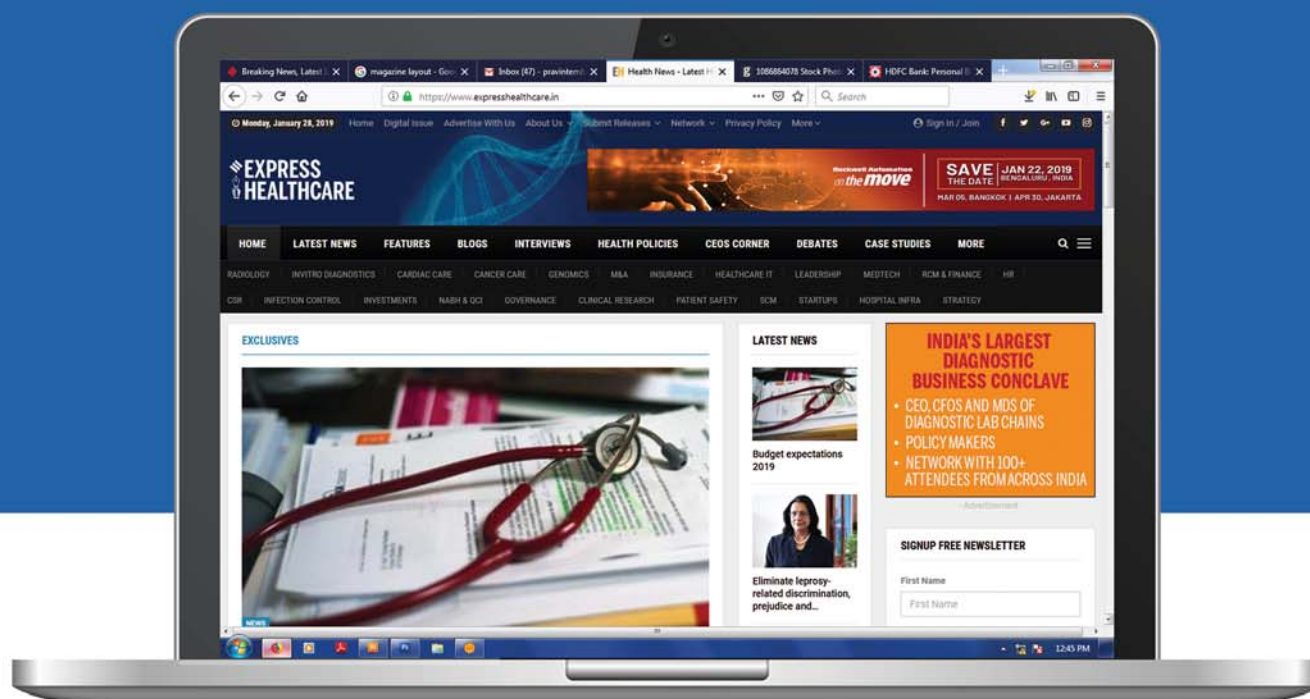 Breaking News, Latest
magazine layout - Goo
Inbox (47) - pravintemb
Health News - Latest H
1086864078 Stock Phot
HDFC Bank: Personal B
https://www.expresshealthcare.in
Search
Monday, January 28, 2019 Home Digital Issue Advertise With Us About Us Submit Releases Network Privacy Policy More Sign in / Join
EXPRESS
HEALTHCARE
Rockwell Automation
on the move
SAVE
THE DATE
JAN 22, 2019
BENGALURU, INDIA
MAR 05, BANGKOK | APR 30, JAKARTA
HOME LATEST NEWS FEATURES BLOGS INTERVIEWS HEALTH POLICIES CEOS CORNER DEBATES CASE STUDIES MORE
RADIOLOGY INVITRO DIAGNOSTICS CARDIAC CARE CANCER CARE GENOMICS M&A INSURANCE HEALTHCARE IT LEADERSHIP MEDTECH RCM & FINANCE HR
CSR INFECTION CONTROL INVESTMENTS NABH & QCI GOVERNANCE CLINICAL RESEARCH PATIENT SAFETY SCM STARTUPS HOSPITAL INFRA STRATEGY
EXCLUSIVES
NEWS
LATEST NEWS
Budget expectations
2019
Eliminate leprosy-
related discrimination,
prejudice and...
INDIA'S LARGEST
DIAGNOSTIC
BUSINESS CONCLAVE
• CEO, CFOS AND MDS OF
DIAGNOSTIC LAB CHAINS
• POLICY MAKERS
• NETWORK WITH 100+
ATTENDEES FROM ACROSS INDIA
- Advertisement
SIGNUP FREE NEWSLETTER
First Name
First Name
12:45 PM